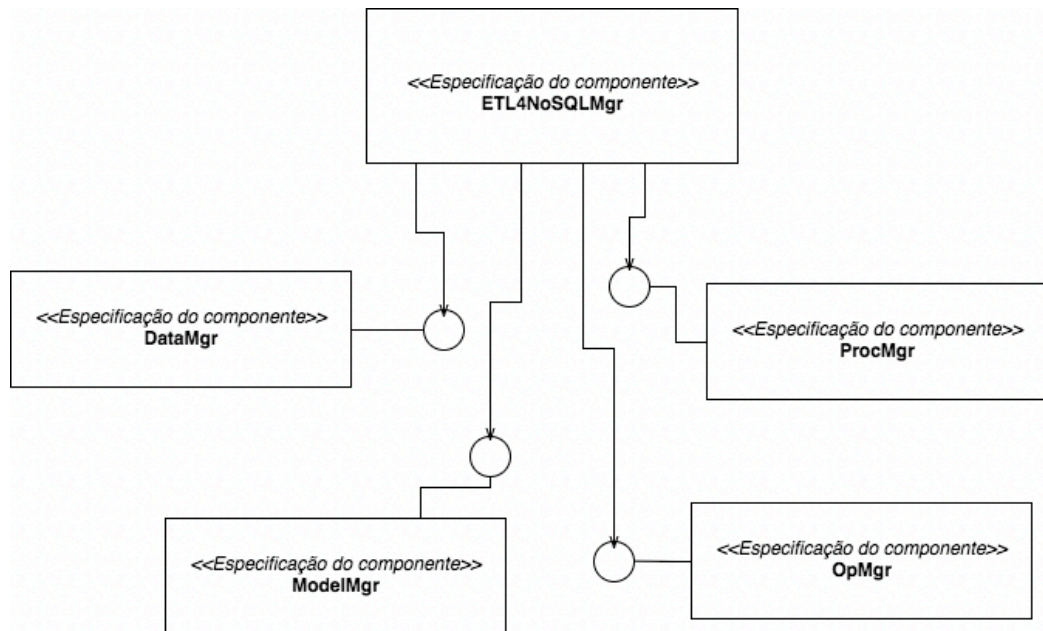 <<Especificação do componente>>
ETL4NoSQLMgr
<<Especificação do componente>>
DataMgr
<<Especificação do componente>>
ProcMgr
<<Especificação do componente>>
ModelMgr
<<Especificação do componente>>
OpMgr